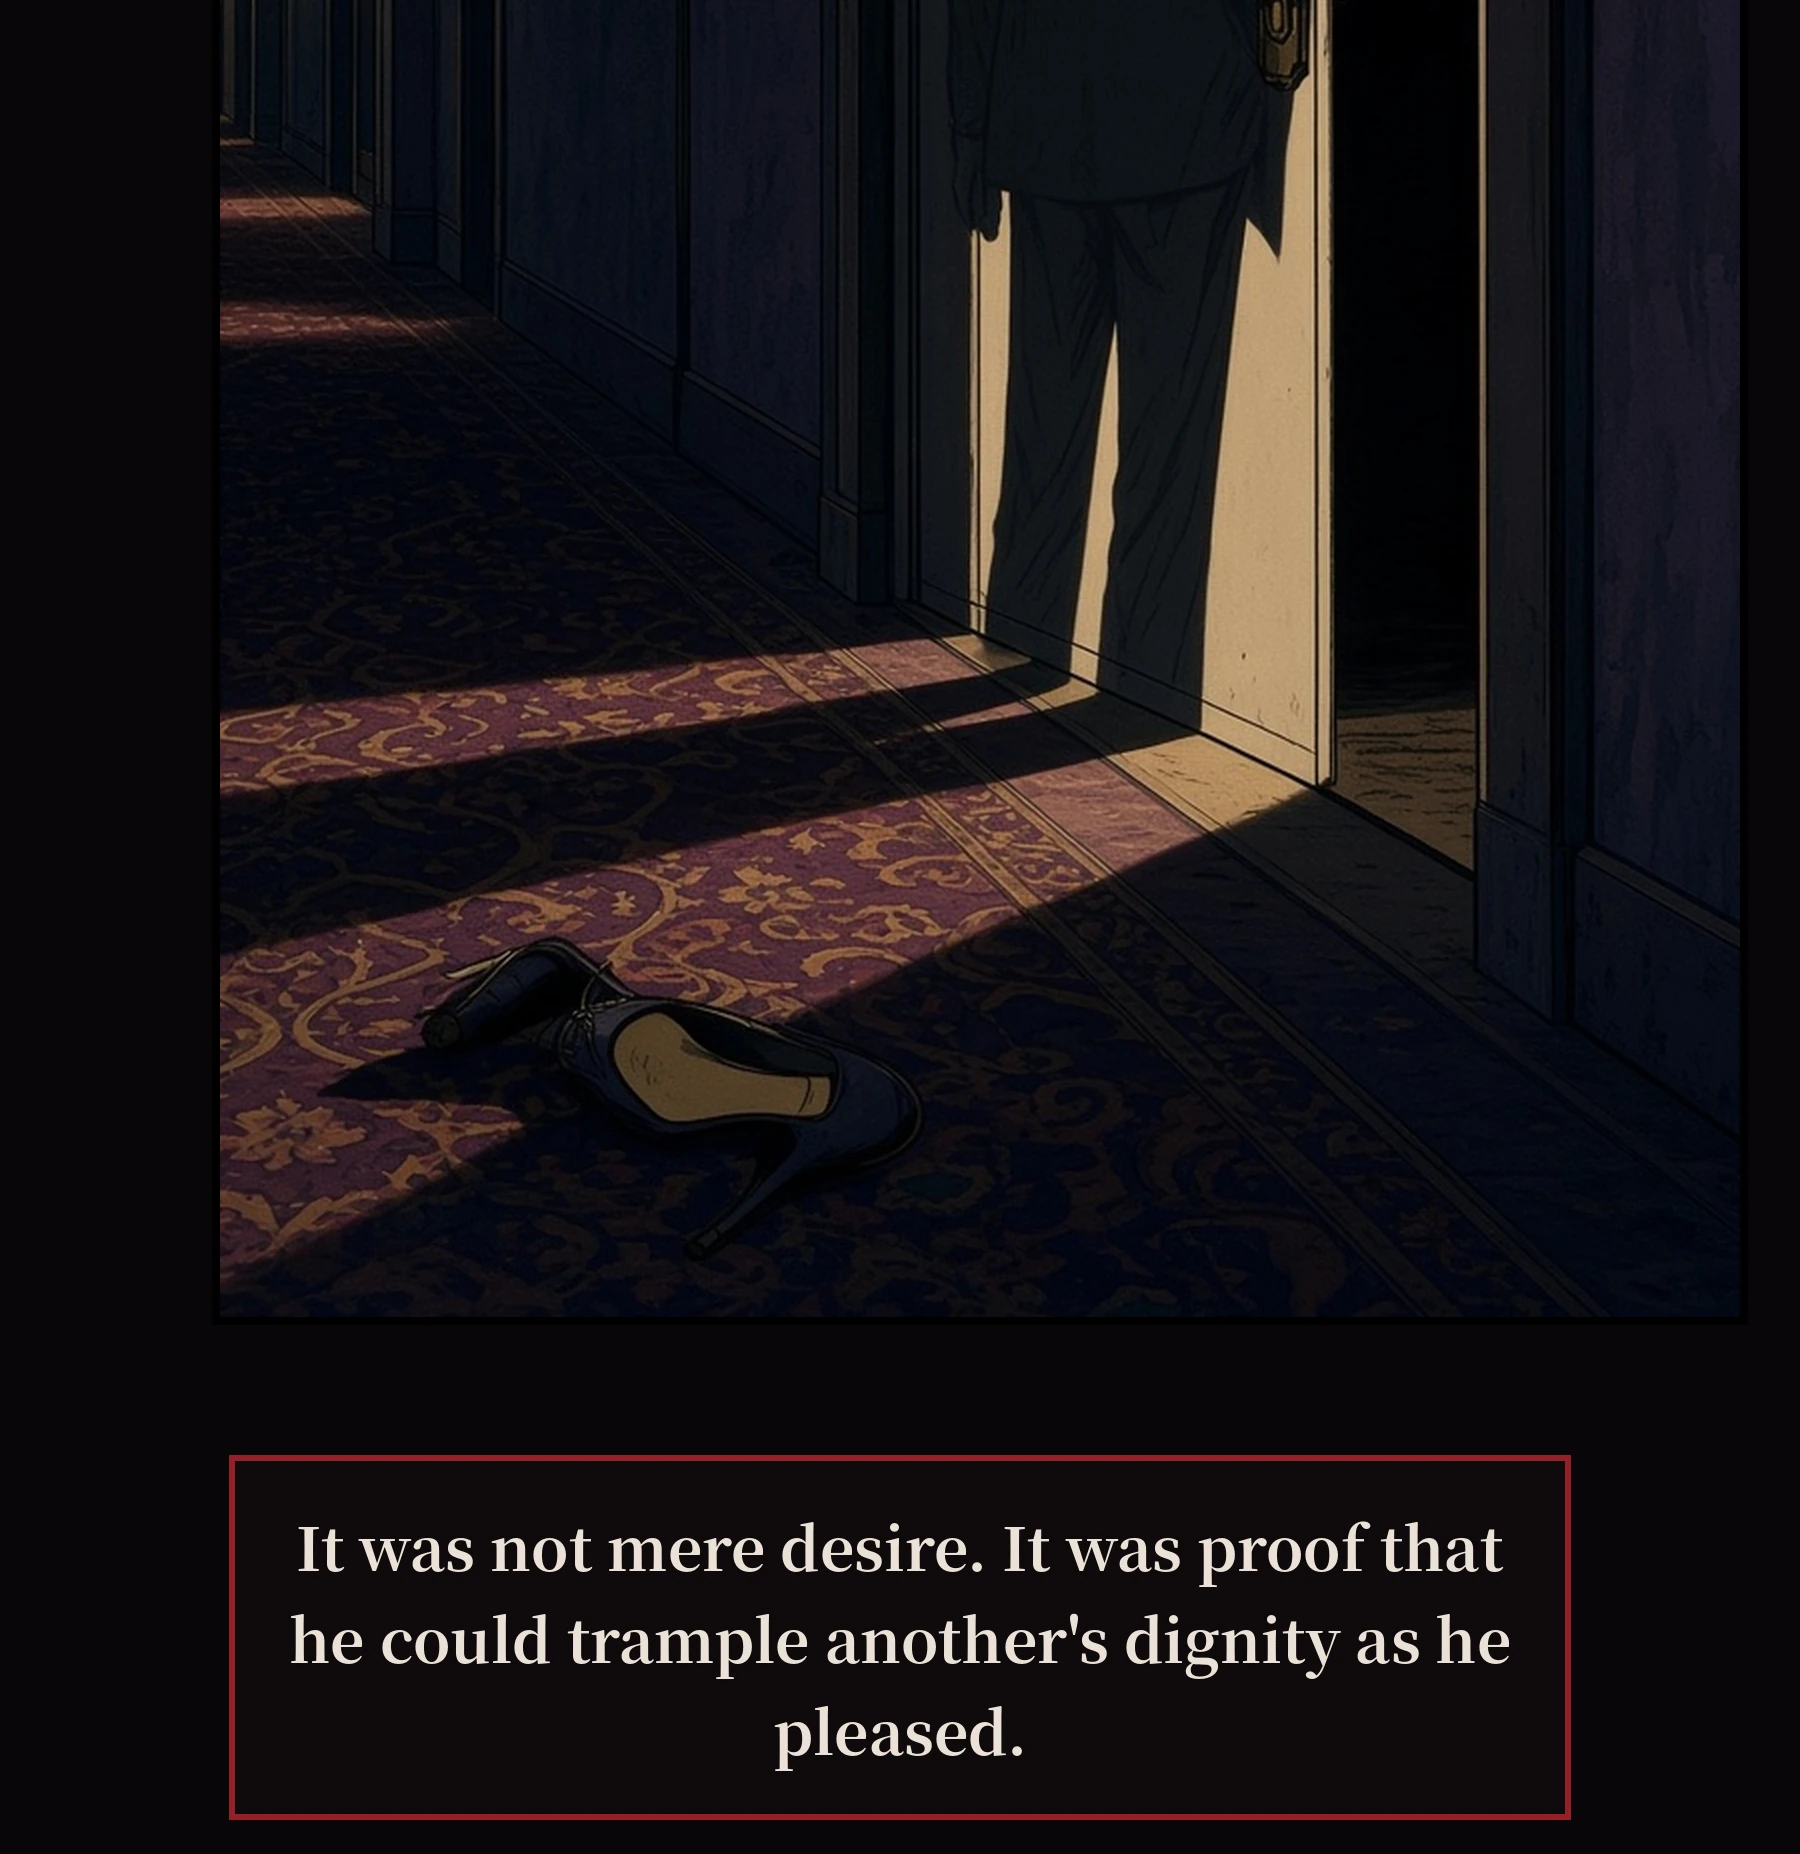 It was not mere desire. It was proof that
he could trample another's dignity as he
pleased.